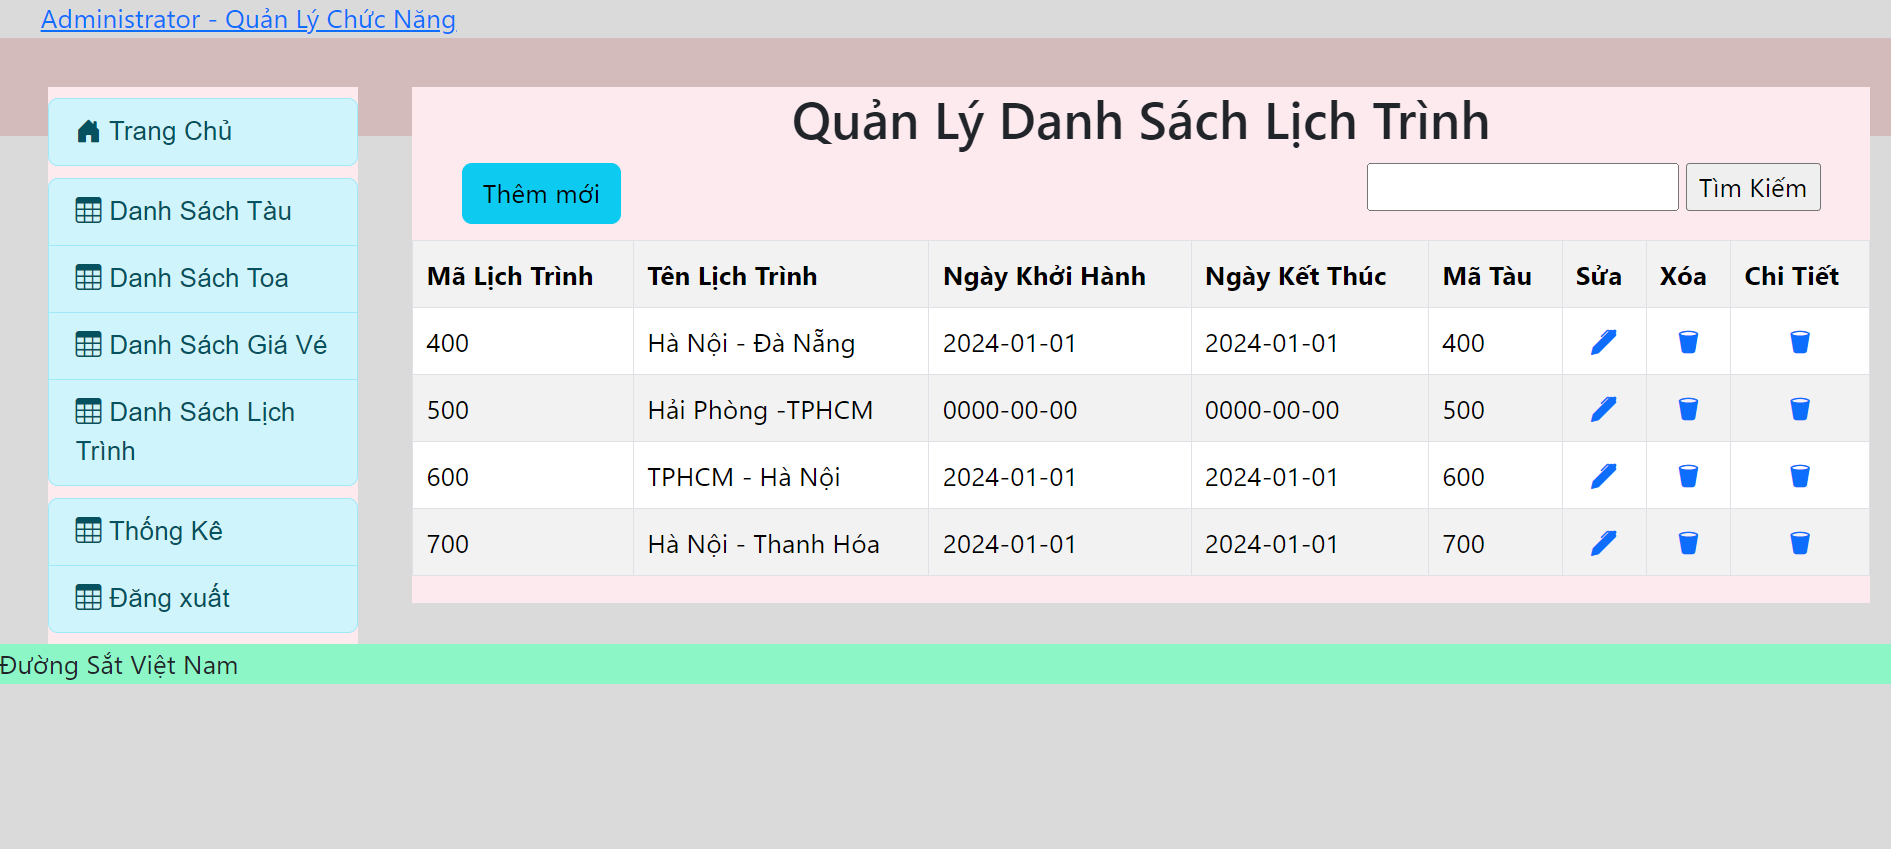 Administrator - Quản Lý Chức Năng
Trang Chủ
Danh Sách Tàu
Danh Sách Toa
Danh Sách Giá Vé
Danh Sách Lịch
Trình
Thống Kê
Đăng xuất
Quản Lý Danh Sách Lịch Trình
Thêm mới
Tìm Kiếm
Mã Lịch Trình Tên Lịch Trình Ngày Khởi Hành Ngày Kết Thúc Mã Tàu Sửa Xóa Chi Tiết
400 Hà Nội - Đà Nẵng 2024-01-01 2024-01-01 400
500 Hải Phòng -TPHCM 0000-00-00 0000-00-00 500
600 TPHCM - Hà Nội 2024-01-01 2024-01-01 600
700 Hà Nội - Thanh Hóa 2024-01-01 2024-01-01 700
Đường Sắt Việt Nam